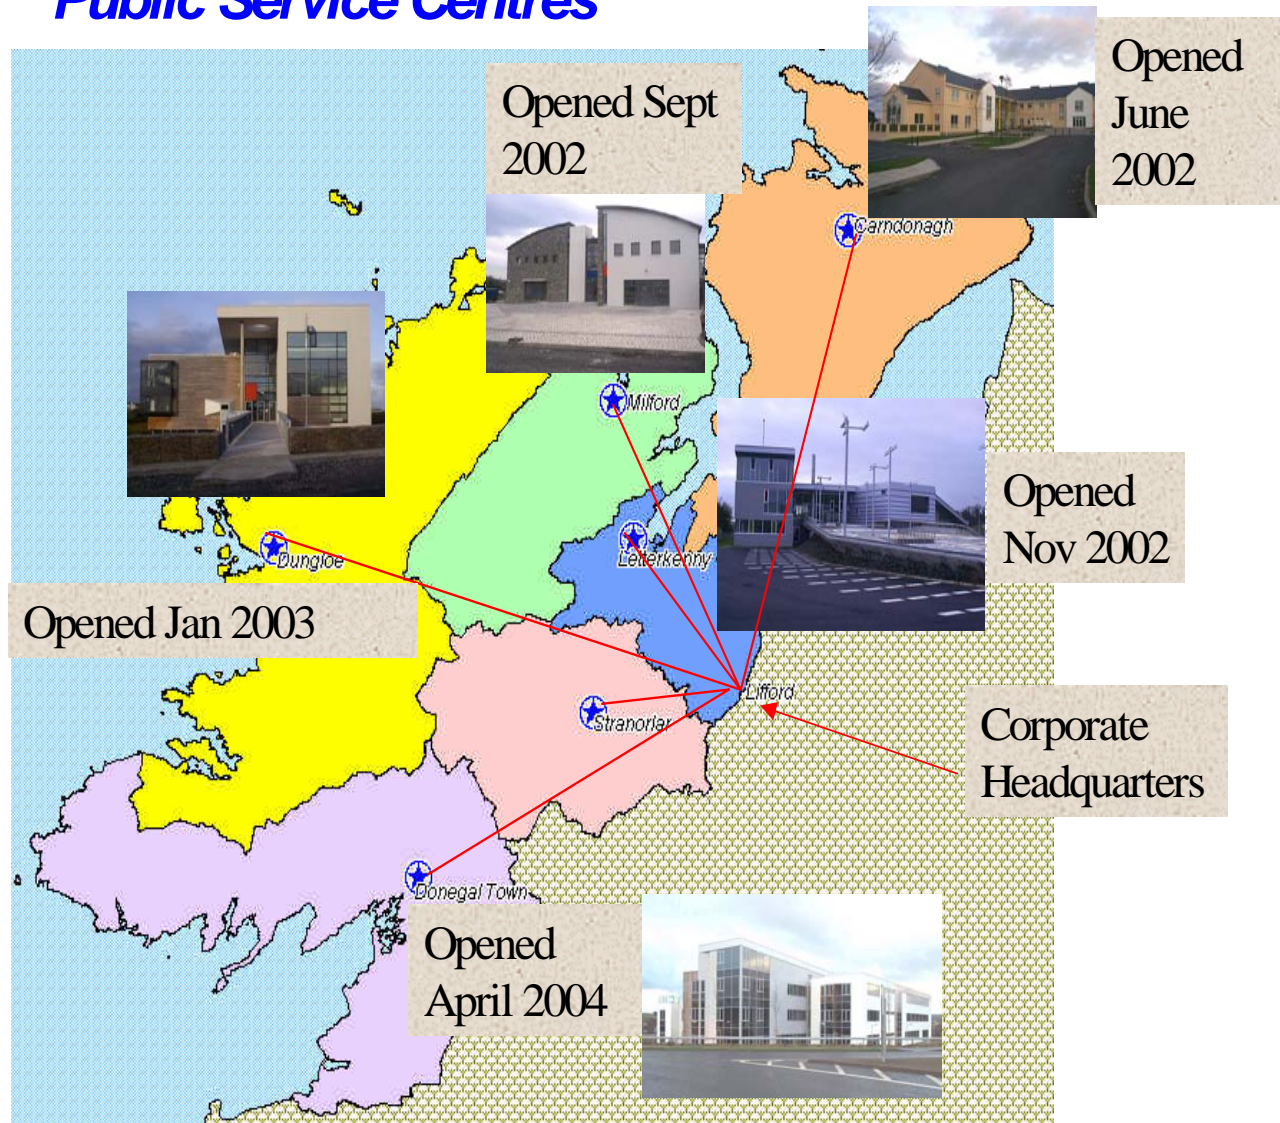 Public Service Centres
Opened
June
2002
Opened Sept
2002
Carndonagh
Milford
Opened
Nov 2002
Letterkenny
Dungloe
Opened Jan 2003
Lifford
Stranorlar
Corporate
Headquarters
Donegal Town
Opened
April 2004